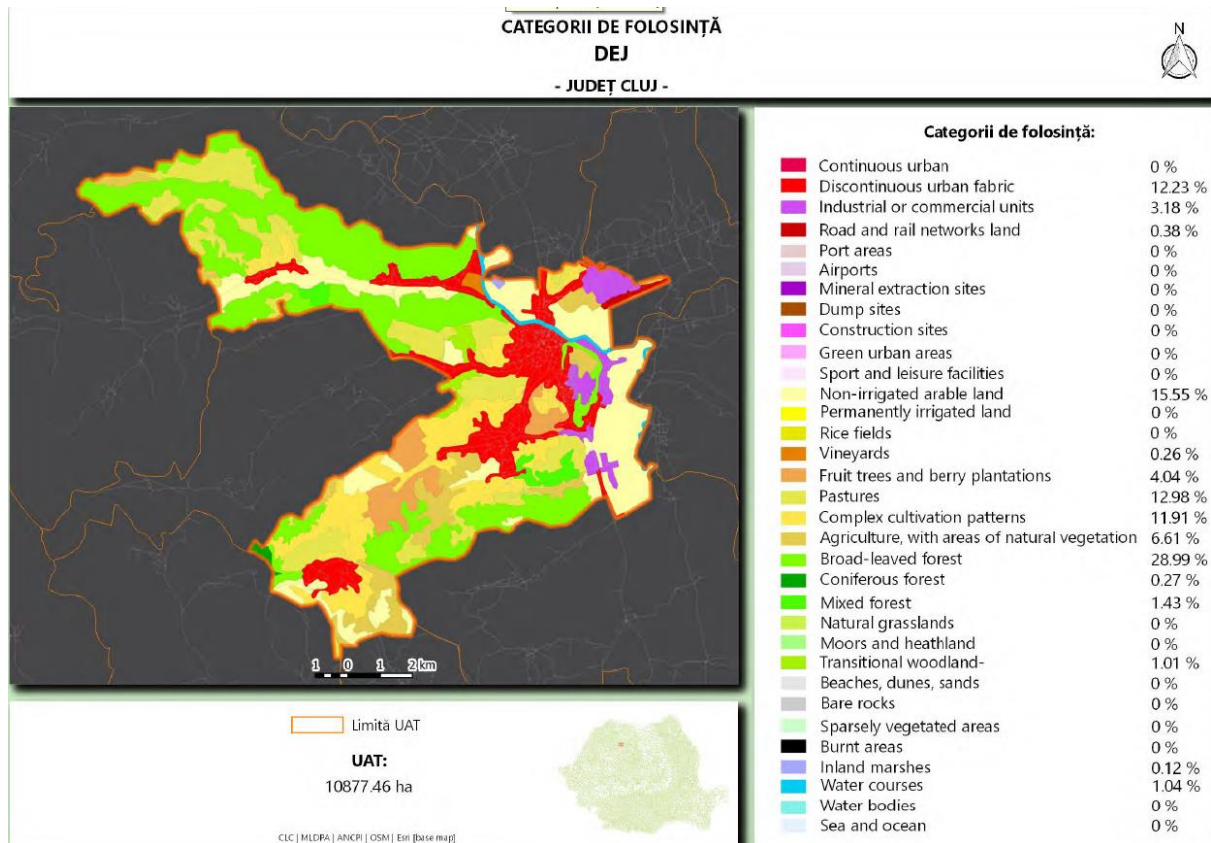 CATEGORII DE FOLOSINȚĂ
DEJ
- JUDEȚ CLUJ -
N
Categorii de folosință:
Continuous urban 0 %
Discontinuous urban fabric 12.23 %
Industrial or commercial units 3.18 %
Road and rail networks land 0.38 %
Port areas 0 %
Airports 0 %
Mineral extraction sites 0 %
Dump sites 0 %
Construction sites 0 %
Green urban areas 0 %
Sport and leisure facilities 0 %
Non-irrigated arable land 15.55 %
Permanently irrigated land 0 %
Rice fields 0 %
Vineyards 0.26 %
Fruit trees and berry plantations 4.04 %
Pastures 12.98 %
Complex cultivation patterns 11.91 %
Agriculture, with areas of natural vegetation 6.61 %
Broad-leaved forest 28.99 %
Coniferous forest 0.27 %
Mixed forest 1.43 %
Natural grasslands 0 %
Moors and heathland 0 %
Transitional woodland- 1.01 %
Beaches, dunes, sands 0 %
Bare rocks 0 %
Sparsely vegetated areas 0 %
Burnt areas 0 %
Inland marshes 0.12 %
Water courses 1.04 %
Water bodies 0 %
Sea and ocean 0 %
1 0 1 2 km
Limită UAT
UAT:
10877.46 ha
CLC | MLDPA | ANCPI | OSM | Esri [base map]